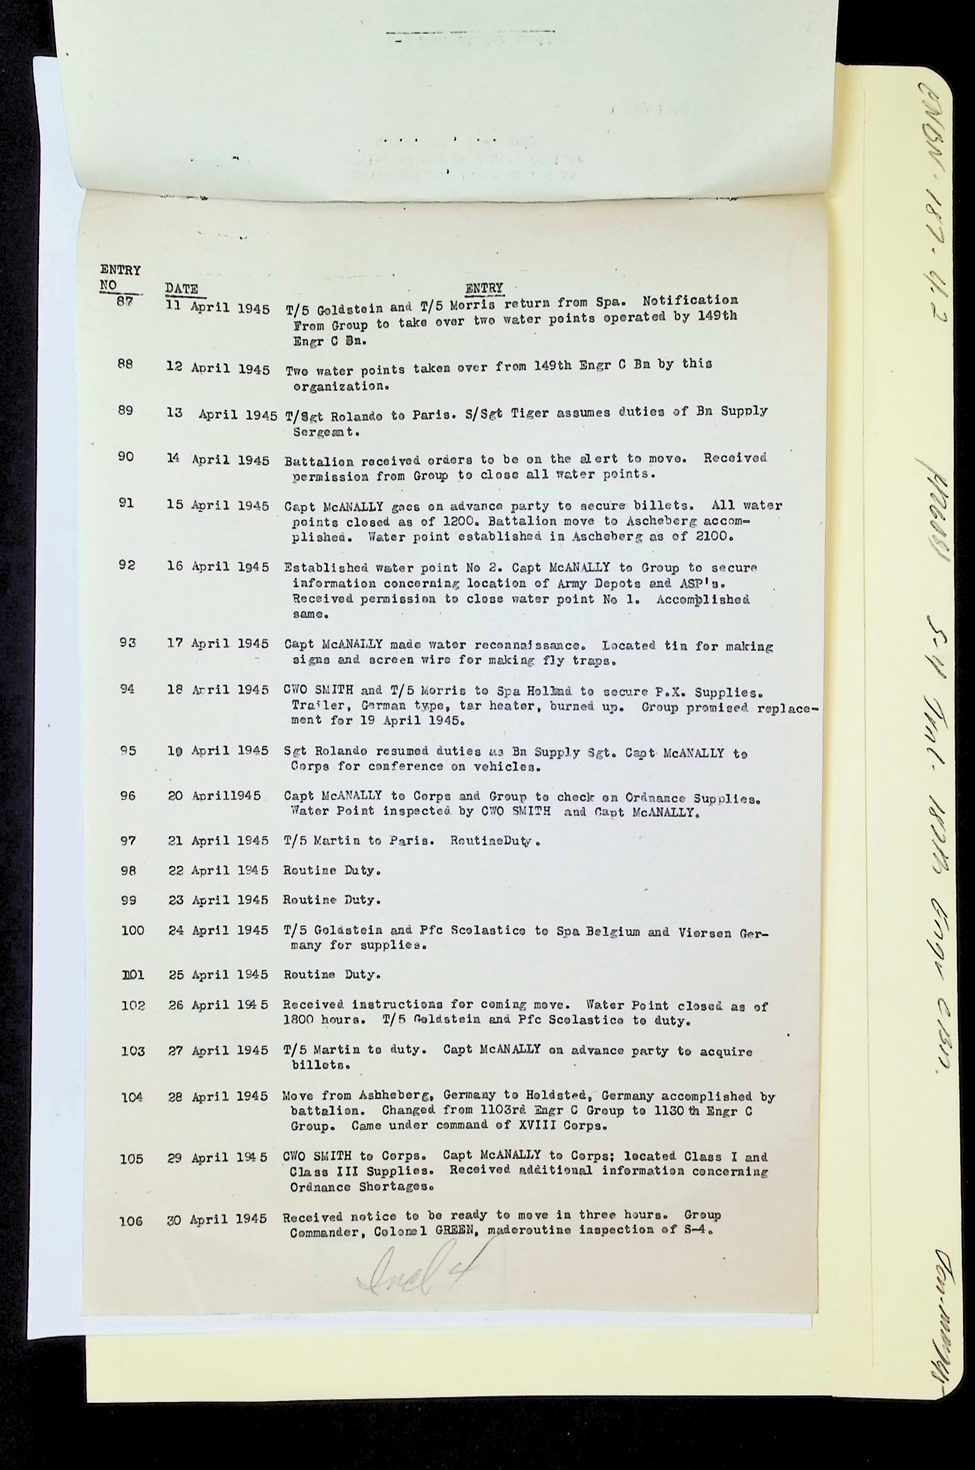 ENTRY
NO DATE ENTRY
87 11 April 1945 T/5 Goldstein and T/5 Morris return from Spa. Notification
From Group to take over two water points operated by 149th
Engr C Bn.
88 12 April 1945 Two water points taken over from 149th Engr C Bn by this
organization.
89 13 April 1945 T/Sgt Rolando to Paris. S/Sgt Tiger assumes duties of Bn Supply
Sergeant.
90 14 April 1945 Battalion received orders to be on the alert to move. Received
permission from Group to close all water points.
91 15 April 1945 Capt McANALLY goes on advance party to secure billets. All water
points closed as of 1200. Battalion move to Ascheberg accom-
plished. Water point established in Ascheberg as of 2100.
92 16 April 1945 Established water point No 2. Capt McANALLY to Group to secure
information concerning location of Army Depots and ASP's.
Received permission to close water point No 1. Accomplished
same.
93 17 April 1945 Capt McANALLY made water reconnaissance. Located tin for making
signs and screen wire for making fly traps.
94 18 April 1945 CWO SMITH and T/5 Morris to Spa Holland to secure P.X. Supplies.
Trailer, German type, tar heater, burned up. Group promised replace-
ment for 19 April 1945.
95 19 April 1945 Sgt Rolando resumed duties as Bn Supply Sgt. Capt McANALLY to
Corps for conference on vehicles.
96 20 April1945 Capt McANALLY to Corps and Group to check on Ordnance Supplies.
Water Point inspected by CWO SMITH and Capt McANALLY.
97 21 April 1945 T/5 Martin to Paris. RoutineDuty.
98 22 April 1945 Routine Duty.
99 23 April 1945 Routine Duty.
100 24 April 1945 T/5 Goldstein and Pfc Scolastico to Spa Belgium and Viersen Ger-
many for supplies.
101 25 April 1945 Routine Duty.
102 26 April 1945 Received instructions for coming move. Water Point closed as of
1800 hours. T/5 Goldstein and Pfc Scolastico to duty.
103 27 April 1945 T/5 Martin to duty. Capt McANALLY on advance party to acquire
billets.
104 28 April 1945 Move from Asbheberg, Germany to Holdsted, Germany accomplished by
battalion. Changed from 1103rd Engr C Group to 1130th Engr C
Group. Came under command of XVIII Corps.
105 29 April 1945 CWO SMITH to Corps. Capt McANALLY to Corps; located Class I and
Class III Supplies. Received additional information concerning
Ordnance Shortages.
106 30 April 1945 Received notice to be ready to move in three hours. Group
Commander, Colonel GREEN, maderoutine inspection of S-4.
Incl 4
ENBN-187-
S-4 Jrnl. 187th Engr C Bn.